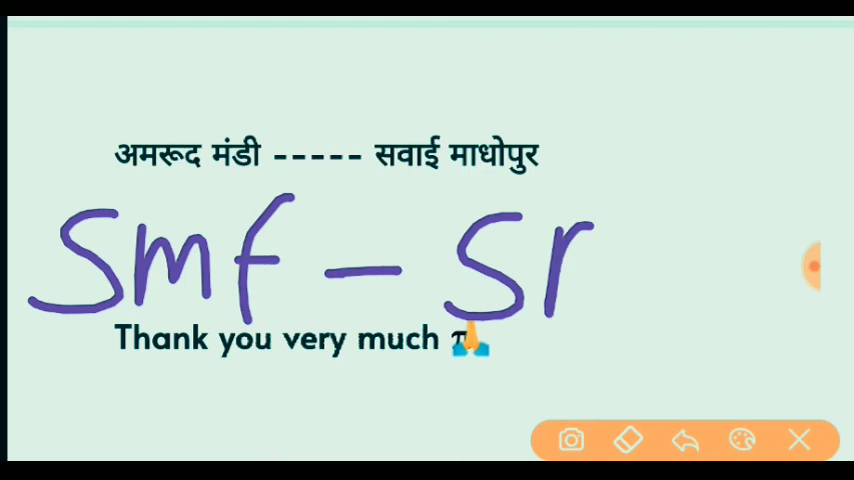 अमरूद मंडी ----- सवाई माधोपुर
Smf - Sr
Thank you very much